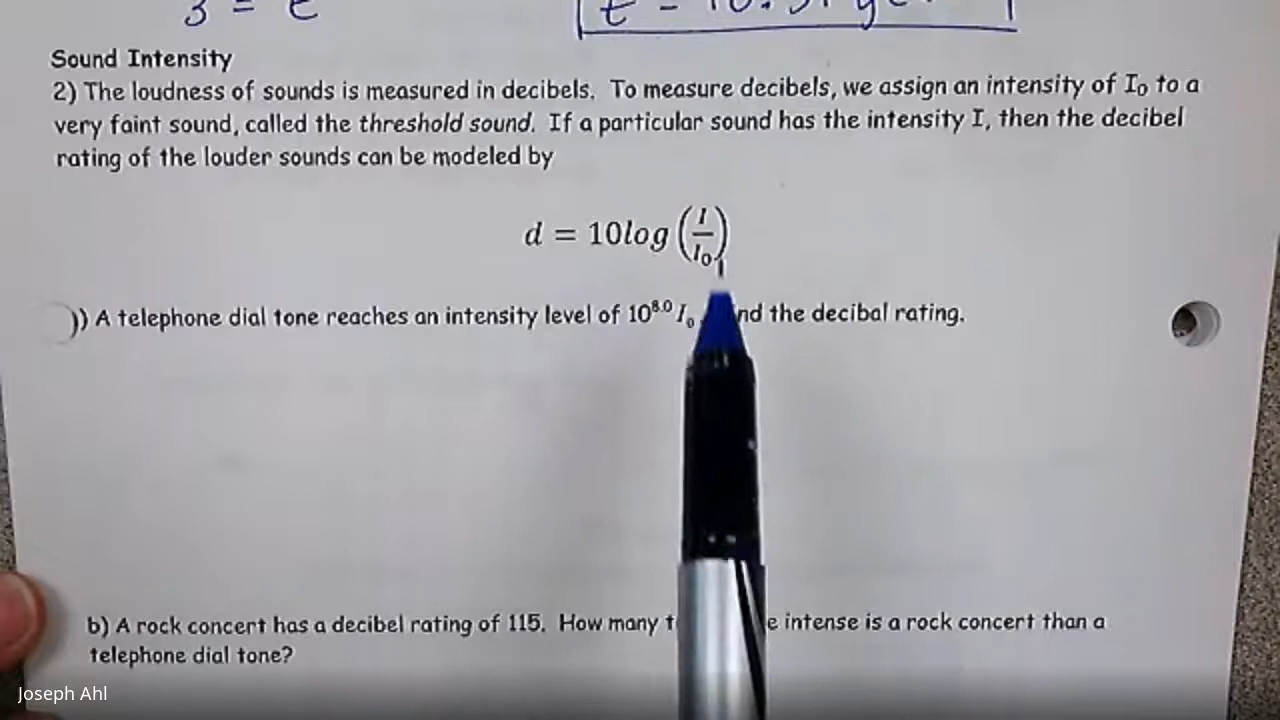 3 = e
Sound Intensity
2) The loudness of sounds is measured in decibels. To measure decibels, we assign an intensity of I₀ to a
very faint sound, called the threshold sound. If a particular sound has the intensity I, then the decibel
rating of the louder sounds can be modeled by
d = 10log (I/I₀)
) A telephone dial tone reaches an intensity level of 10⁸·⁰ I₀ the decibal rating.
b) A rock concert has a decibel rating of 115. How many intense is a rock concert than a
telephone dial tone?
Joseph Ahl